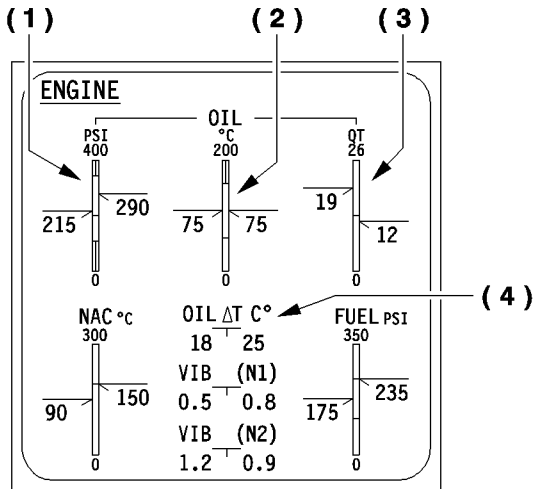 (1) (2) (3)
ENGINE
OIL
PSI °C QT
400 200 26
290 19
215 75 75 12
0 0 0
(4)
NAC °C OIL ΔT C° FUEL PSI
300 18 25 350
VIB (N1)
90 150 0.5 0.8 175 235
VIB (N2)
0 1.2 0.9 0